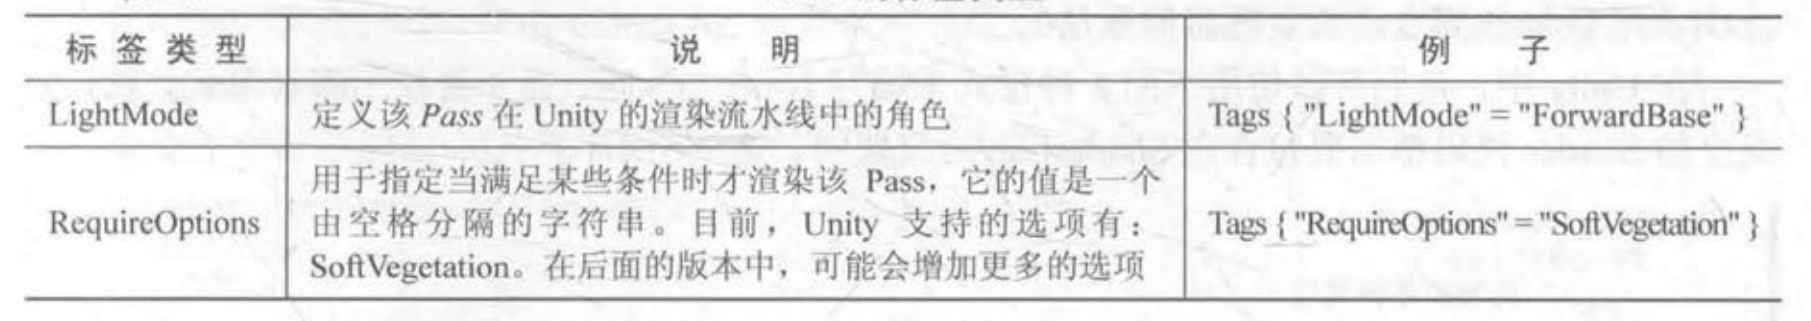 标签类型 说明 例子
LightMode 定义该 Pass 在 Unity 的渲染流水线中的角色 Tags { "LightMode" = "ForwardBase" }
用于指定当满足某些条件时才渲染该 Pass，它的值是一个
RequireOptions 由空格分隔的字符串。目前，Unity 支持的选项有： Tags { "RequireOptions" = "SoftVegetation" }
SoftVegetation。在后面的版本中，可能会增加更多的选项